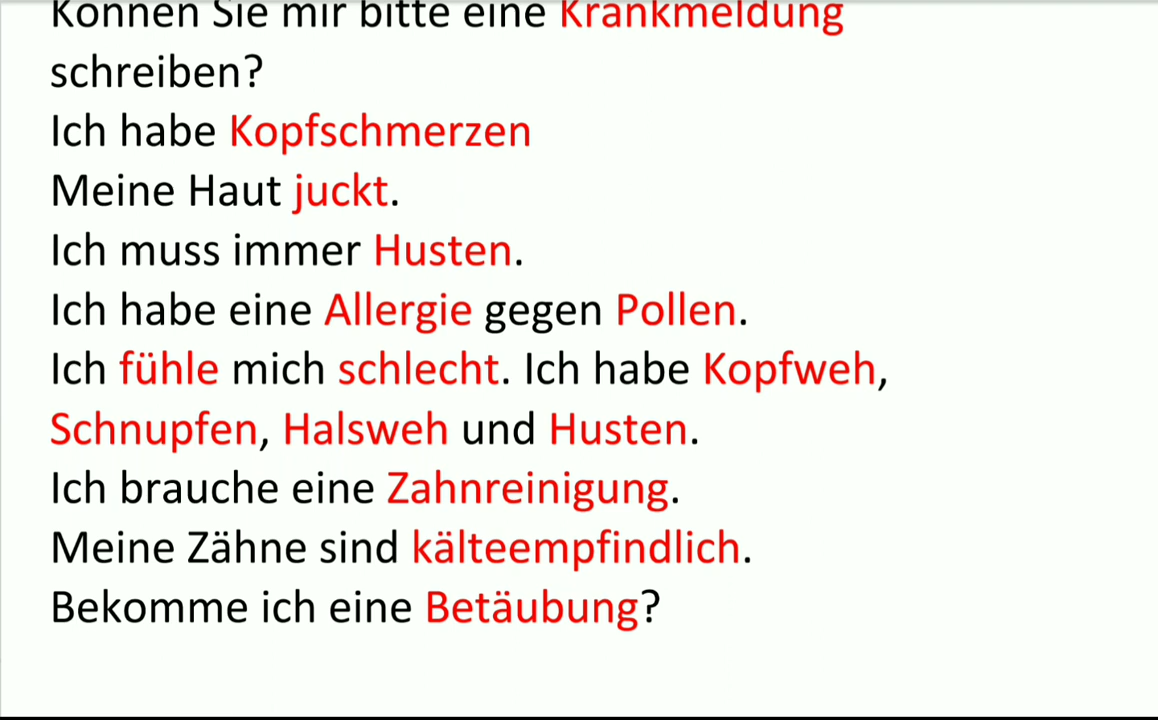 Können Sie mir bitte eine Krankmeldung
schreiben?
Ich habe Kopfschmerzen
Meine Haut juckt.
Ich muss immer Husten.
Ich habe eine Allergie gegen Pollen.
Ich fühle mich schlecht. Ich habe Kopfweh,
Schnupfen, Halsweh und Husten.
Ich brauche eine Zahnreinigung.
Meine Zähne sind kälteempfindlich.
Bekomme ich eine Betäubung?